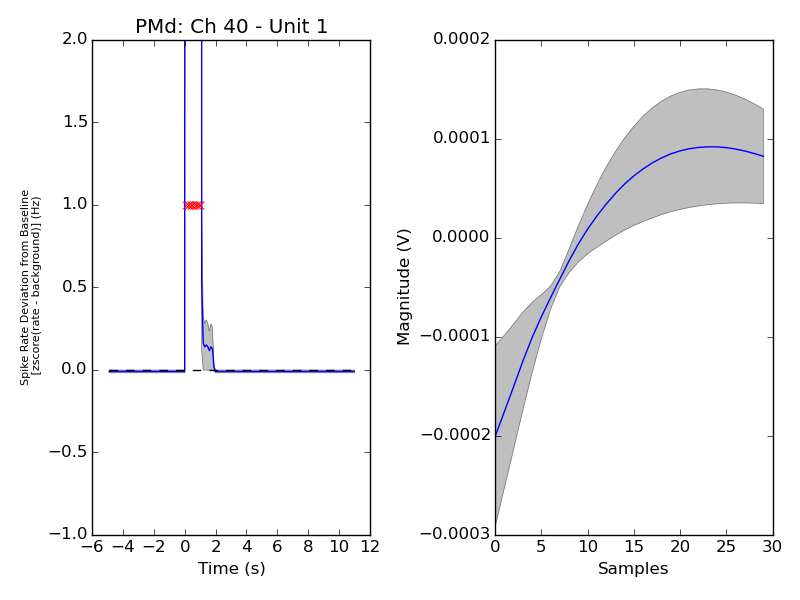 PMd: Ch 40 - Unit 1
2.0
1.5
1.0
0.5
0.0
−0.5
−1.0
−6 −4 −2 0 2 4 6 8 10 12
Time (s)
Spike Rate Deviation from Baseline
[zscore(rate - background)] (Hz)
0.0002
0.0001
0.0000
−0.0001
−0.0002
−0.0003
0 5 10 15 20 25 30
Samples
Magnitude (V)